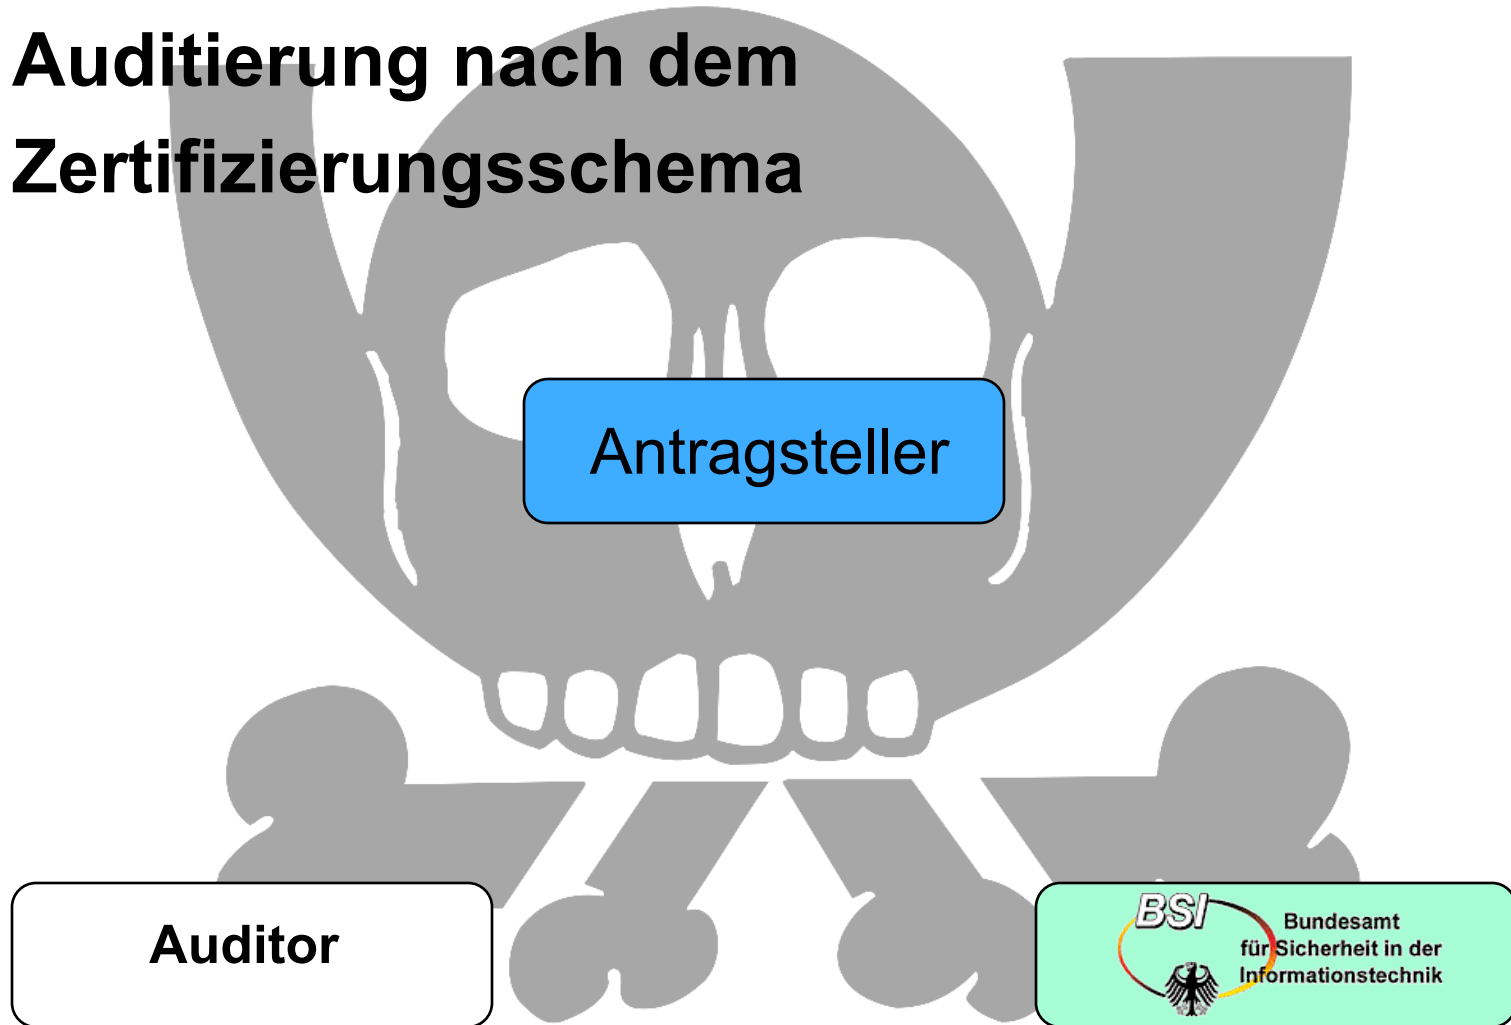 Auditierung nach dem
Zertifizierungsschema
Antragsteller
Auditor
BSI
Bundesamt
für Sicherheit in der
Informationstechnik